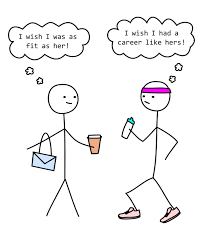 I wish I was as
fit as her!
I wish I had a
career like hers!